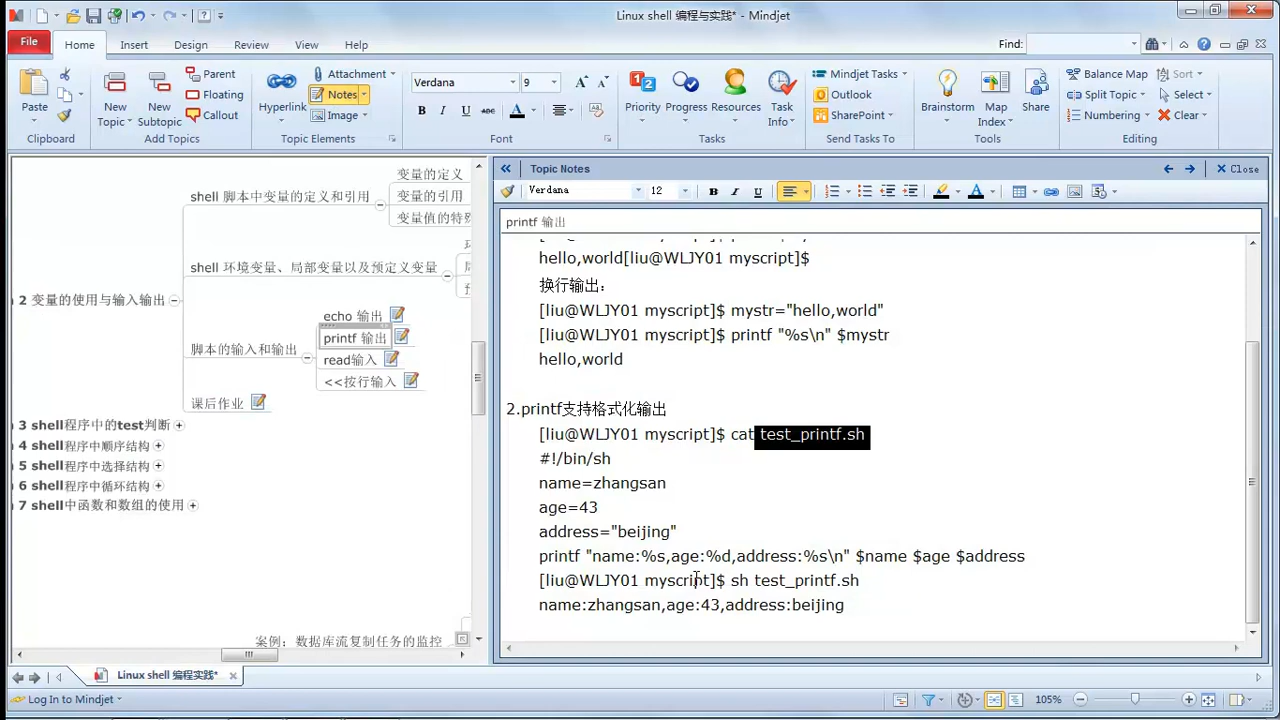 Linux shell 编程与实践* - Mindjet
File
Home
Insert
Design
Review
View
Help
Find:
Paste
Clipboard
New Topic
New Subtopic
Parent
Floating
Callout
Add Topics
Hyperlink
Attachment
Notes
Image
Topic Elements
Verdana
9
B I U abc A
Font
Priority
Progress
Resources
Task Info
Tasks
Mindjet Tasks
Outlook
SharePoint
Send Tasks To
Brainstorm
Map Index
Share
Tools
Balance Map
Split Topic
Numbering
Sort
Select
Clear
Editing
变量的定义
shell 脚本中变量的定义和引用
变量的引用
变量值的特殊
shell 环境变量、局部变量以及预定义变量
2 变量的使用与输入输出
echo 输出
printf 输出
脚本的输入和输出
read输入
<<按行输入
课后作业
3 shell程序中的test判断
4 shell程序中顺序结构
5 shell程序中选择结构
6 shell程序中循环结构
7 shell中函数和数组的使用
案例：数据库流复制任务的监控
Topic Notes
Close
Verdana
12
B I U
printf 输出
hello,world[liu@WLJY01 myscript]$
换行输出：
[liu@WLJY01 myscript]$ mystr="hello,world"
[liu@WLJY01 myscript]$ printf "%s\n" $mystr
hello,world
2.printf支持格式化输出
[liu@WLJY01 myscript]$ cat test_printf.sh
#!/bin/sh
name=zhangsan
age=43
address="beijing"
printf "name:%s,age:%d,address:%s\n" $name $age $address
[liu@WLJY01 myscript]$ sh test_printf.sh
name:zhangsan,age:43,address:beijing
Linux shell 编程实践*
Log In to Mindjet
105%